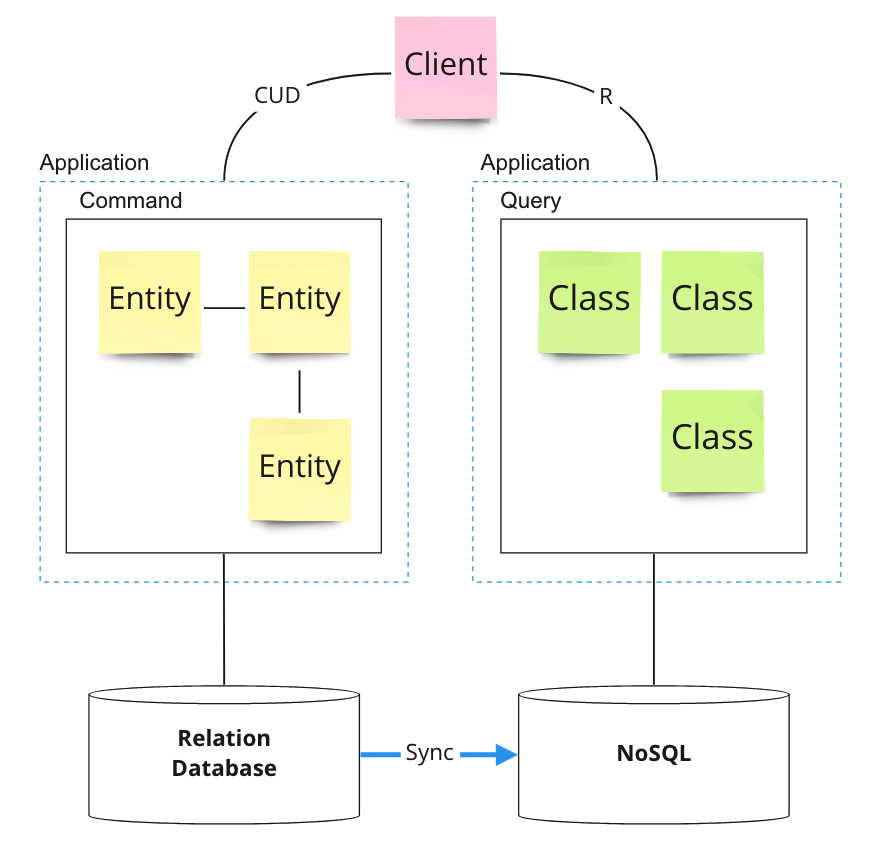 Client
CUD
R
Application
Application
Command
Query
Entity
Entity
Class
Class
Entity
Class
Relation
Database
Sync
NoSQL